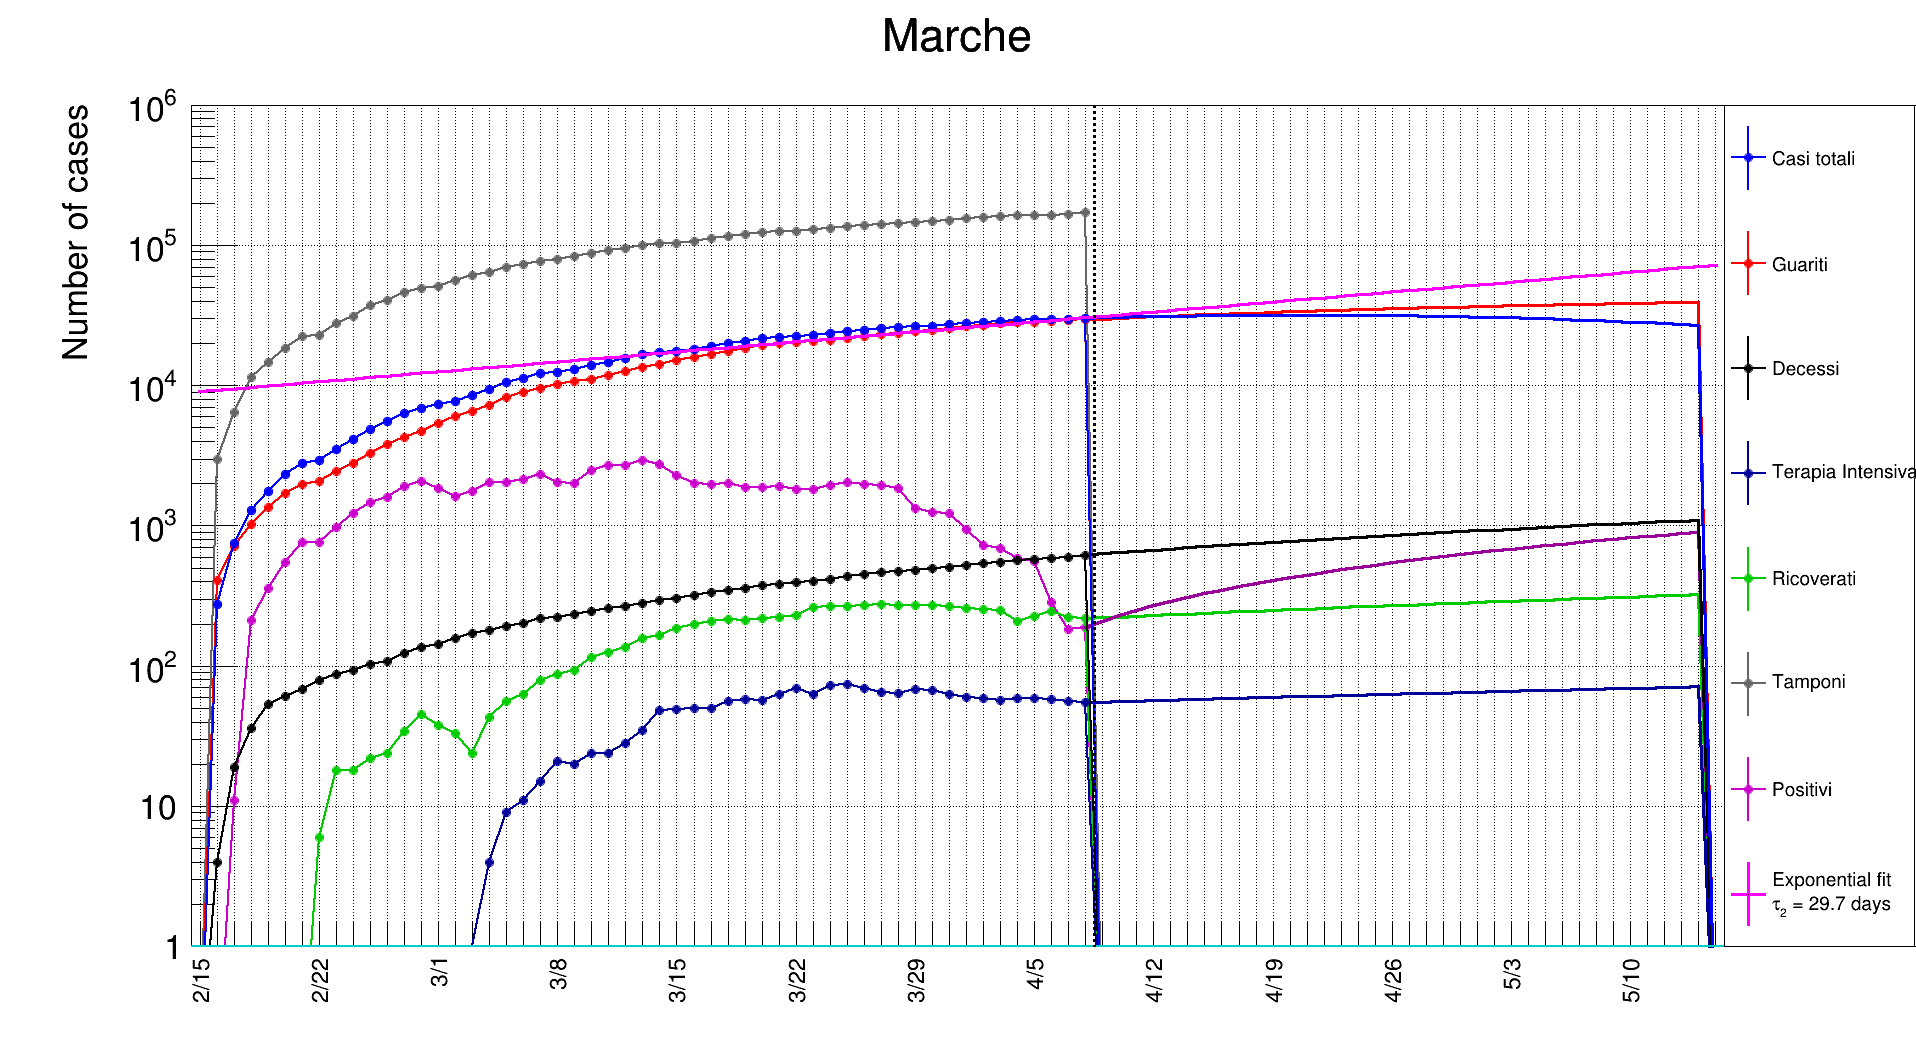 Marche
Number of cases
10^6
10^5
10^4
10^3
10^2
10
1
2/15
2/22
3/1
3/8
3/15
3/22
3/29
4/5
4/12
4/19
4/26
5/3
5/10
Casi totali
Guariti
Decessi
Terapia Intensiva
Ricoverati
Tamponi
Positivi
Exponential fit
τ₂ = 29.7 days